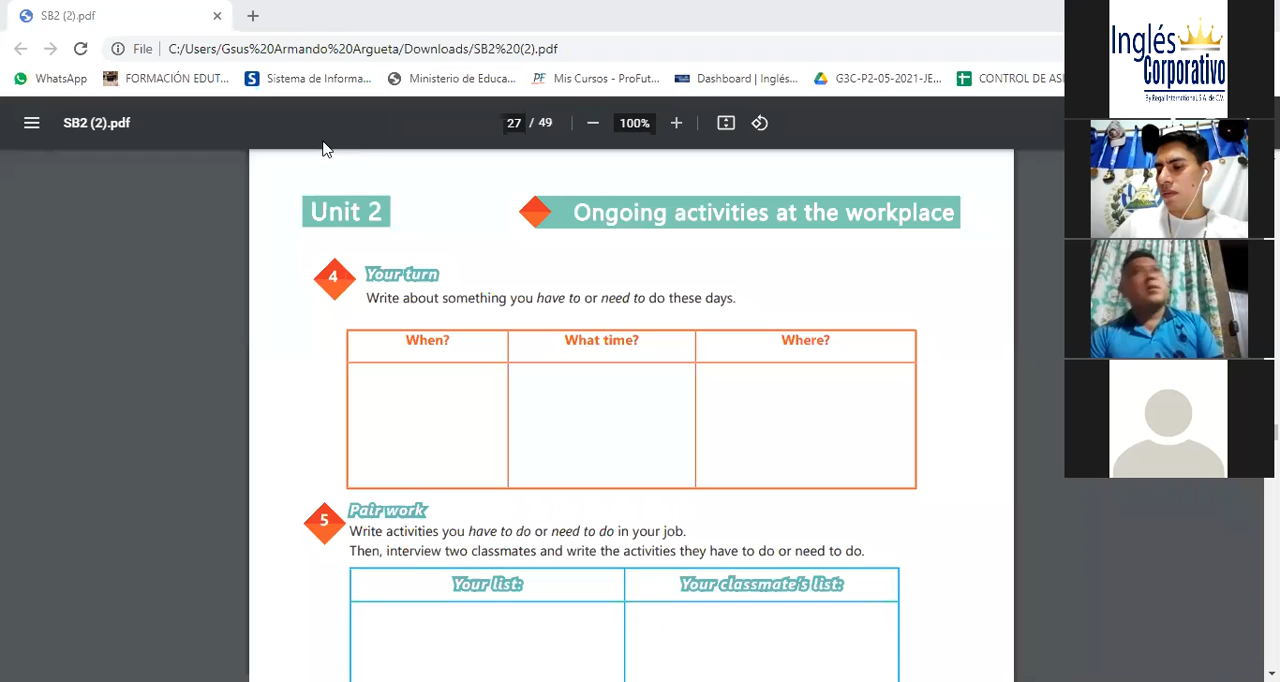 SB2 (2).pdf
File
C:/Users/Gsus%20Armando%20Argueta/Downloads/SB2%20(2).pdf
WhatsApp
FORMACIÓN EDUT...
Sistema de Informa...
Ministerio de Educa...
Mis Cursos - ProFut...
Dashboard | Inglés...
G3C-P2-05-2021-JE...
CONTROL DE ASI
SB2 (2).pdf
27 / 49
100%
Inglés
Corporativo
Unit 2
Ongoing activities at the workplace
4
Your turn
Write about something you have to or need to do these days.
When?
What time?
Where?
5
Pair work
Write activities you have to do or need to do in your job.
Then, interview two classmates and write the activities they have to do or need to do.
Your list:
Your classmate's list: